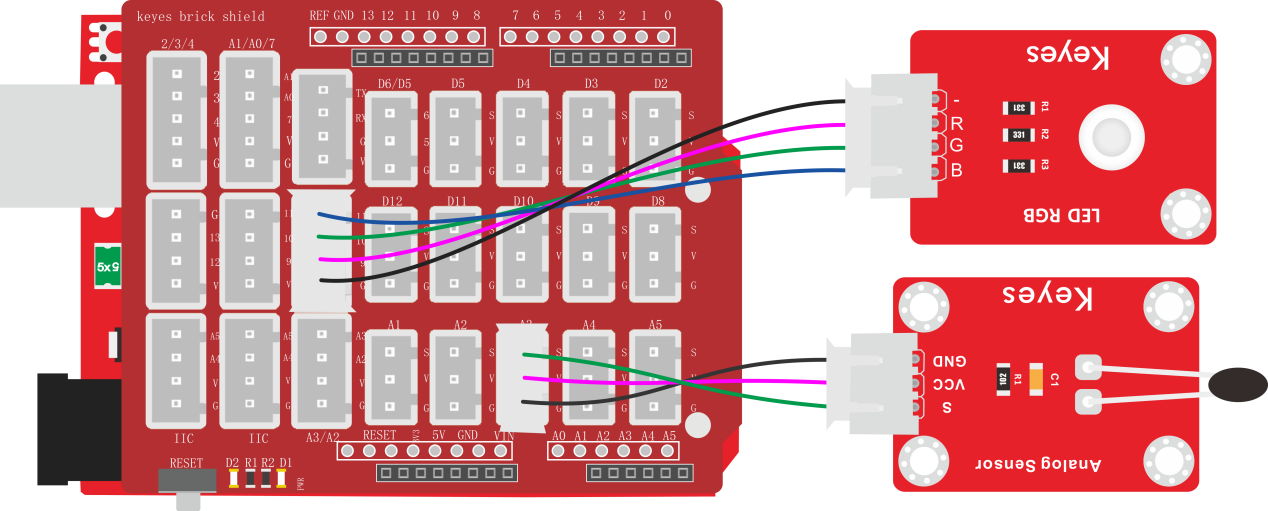 keyes brick shield
REF GND 13 12 11 10 9 8
7 6 5 4 3 2 1 0
2/3/4 A1/A0/7
D6/D5 D5 D4 D3 D2
2 3 4 V G
A1 A0 7 V G
TX RX G V
6 5 G
S V G
S V G
S V G
S V G
D12 D11 D10 D9 D8
G 13 12 V
11 10 9 V
S V G
S V G
S V G
S V G
A1 A2 A3 A4 A5
A5 A4 V G
A5 A4 V G
A3 A2 V G
S V G
S V G
S V G
S V G
IIC IIC A3/A2
RESET 3V3 5V GND VIN
A0 A1 A2 A3 A4 A5
RESET D2 R1 R2 D1
PWR
5x5
Keyes
-
R
G
B
331 R1
331 R2
331 R3
LED RGB
Keyes
GND
VCC
S
102 R1
C1
Analog Sensor